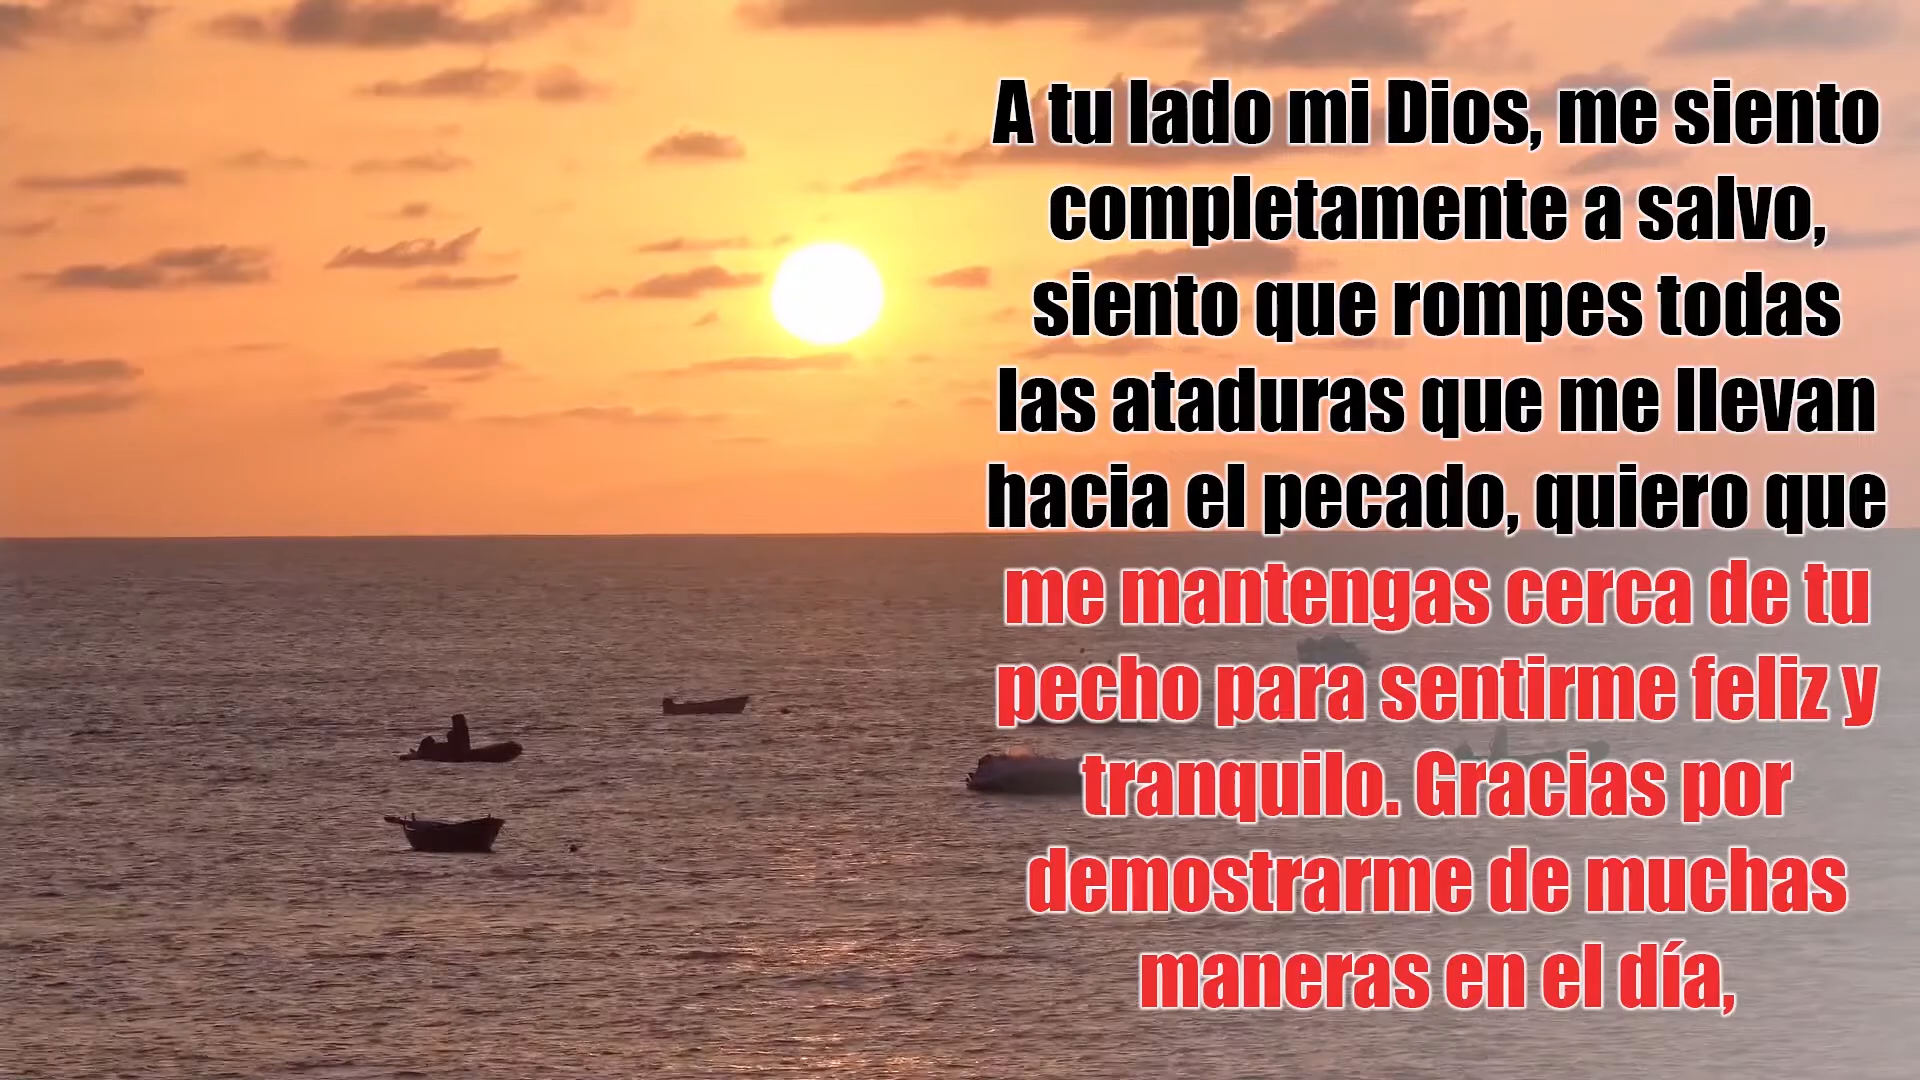 A tu lado mi Dios, me siento
completamente a salvo,
siento que rompes todas
las ataduras que me llevan
hacia el pecado, quiero que
me mantengas cerca de tu
pecho para sentirme feliz y
tranquilo. Gracias por
demostrarme de muchas
maneras en el día,